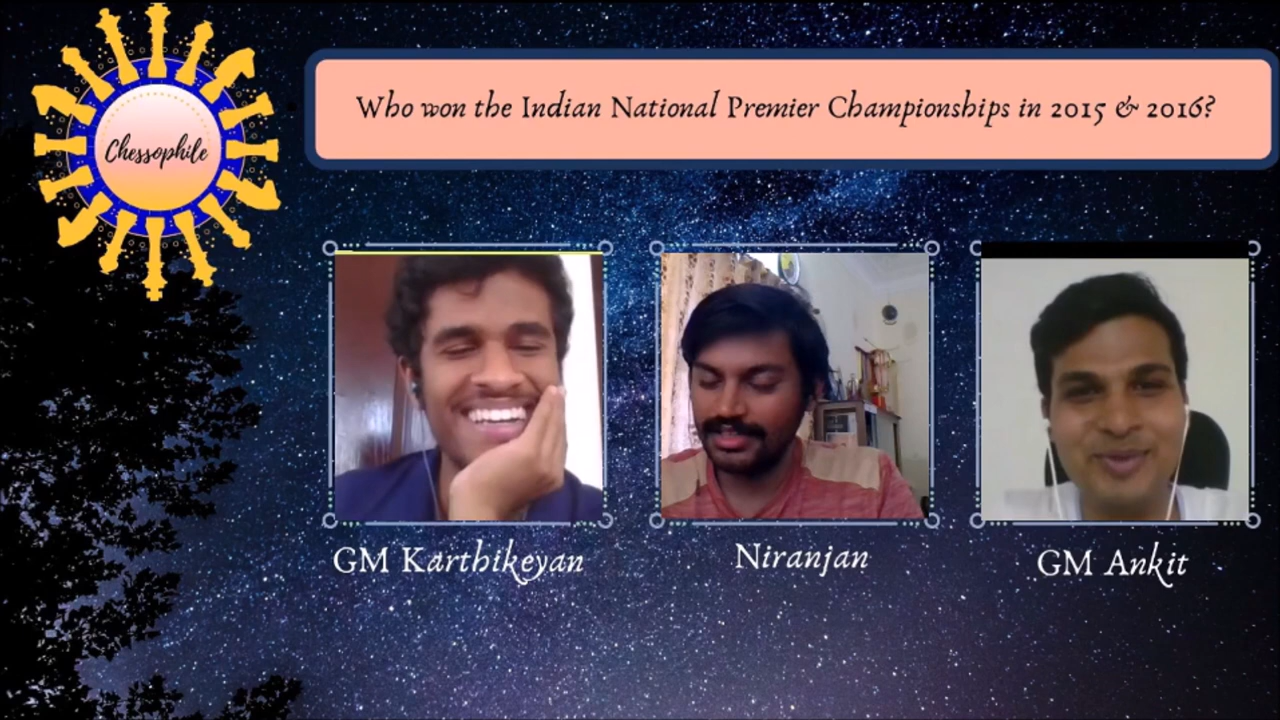 Chessophile
Who won the Indian National Premier Championships in 2015 & 2016?
GM Karthikeyan
Niranjan
GM Ankit